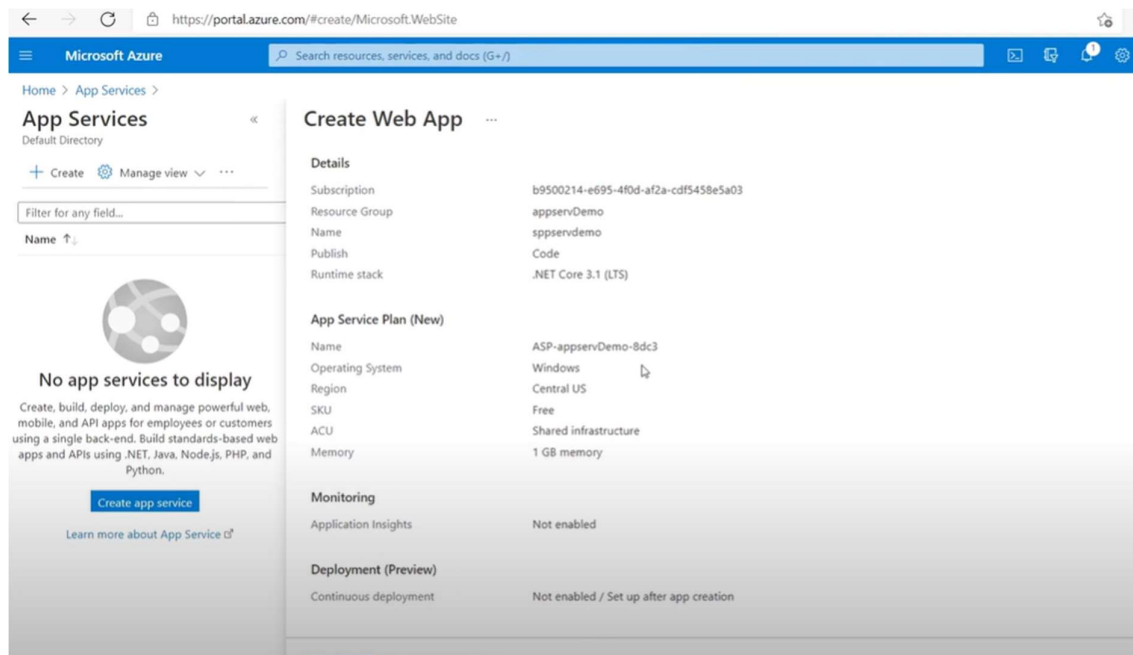 https://portal.azure.com/#create/Microsoft.WebSite
Microsoft Azure
Search resources, services, and docs (G+/)
1
Home > App Services >
App Services
Default Directory
Create
Manage view
Filter for any field...
Name
No app services to display
Create, build, deploy, and manage powerful web,
mobile, and API apps for employees or customers
using a single back-end. Build standards-based web
apps and APIs using .NET, Java, Node.js, PHP, and
Python.
Create app service
Learn more about App Service
Create Web App
Details
Subscription b9500214-e695-4f0d-af2a-cdf5458e5a03
Resource Group appservDemo
Name sppservdemo
Publish Code
Runtime stack .NET Core 3.1 (LTS)
App Service Plan (New)
Name ASP-appservDemo-8dc3
Operating System Windows
Region Central US
SKU Free
ACU Shared infrastructure
Memory 1 GB memory
Monitoring
Application Insights Not enabled
Deployment (Preview)
Continuous deployment Not enabled / Set up after app creation